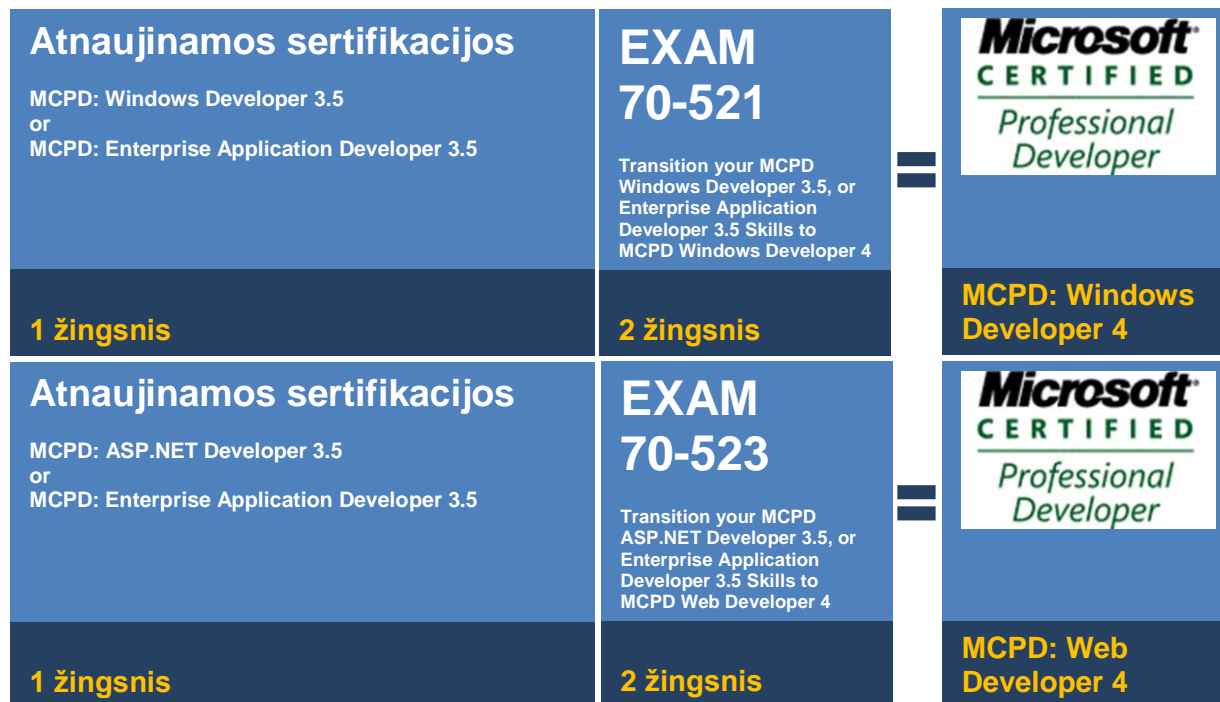 Atnaujinamos sertifikacijos
MCPD: Windows Developer 3.5
or
MCPD: Enterprise Application Developer 3.5
1 žingsnis
EXAM
70-521
Transition your MCPD
Windows Developer 3.5, or
Enterprise Application
Developer 3.5 Skills to
MCPD Windows Developer 4
2 žingsnis
=
Microsoft
CERTIFIED
Professional
Developer
MCPD: Windows
Developer 4
Atnaujinamos sertifikacijos
MCPD: ASP.NET Developer 3.5
or
MCPD: Enterprise Application Developer 3.5
1 žingsnis
EXAM
70-523
Transition your MCPD
ASP.NET Developer 3.5, or
Enterprise Application
Developer 3.5 Skills to
MCPD Web Developer 4
2 žingsnis
=
Microsoft
CERTIFIED
Professional
Developer
MCPD: Web
Developer 4